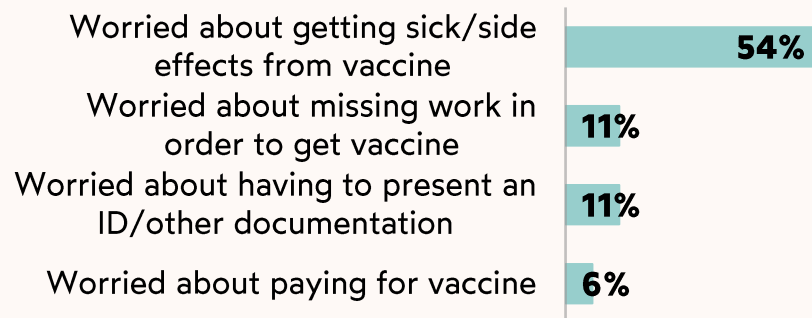 Worried about getting sick/side
effects from vaccine
54%
Worried about missing work in
order to get vaccine
11%
Worried about having to present an
ID/other documentation
11%
Worried about paying for vaccine
6%